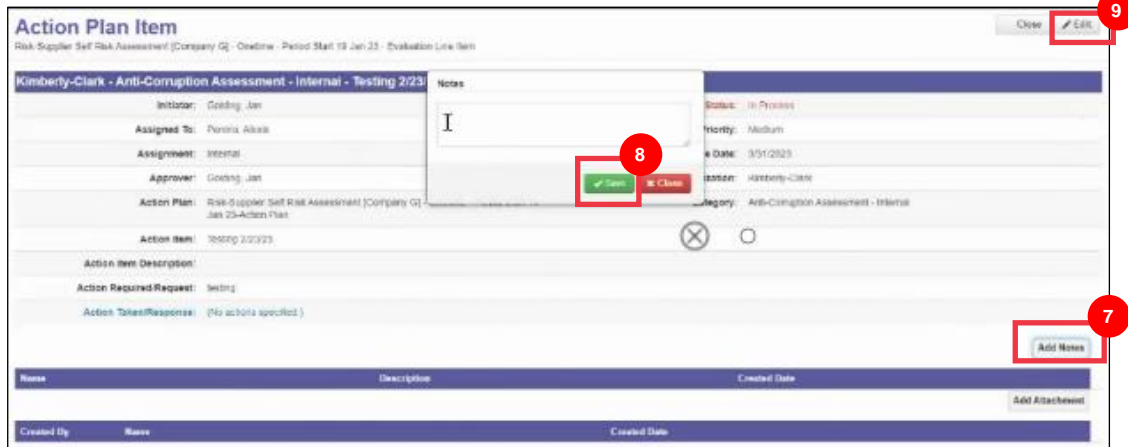 Action Plan Item
Close Edit
9
Risk-Supplier Self Risk Assessment [Company G] - Onetime - Period Start 19 Jan 23 - Evaluation Line Item
Kimberly-Clark - Anti-Corruption Assessment - Internal - Testing 2/23/
Notes
Initiator: Golding, Jan
Status: In Process
Assigned To: Pereira, Alexis
Priority: Medium
Assignment: Internal
e Date: 3/31/2023
8
Approver: Golding, Jan
Save Close
zation: Kimberly-Clark
Action Plan: Risk-Supplier Self Risk Assessment [Company G] -
Jan 23-Action Plan
Category: Anti-Corruption Assessment - Internal
Action Item: Testing 2/23/23
Action Item Description:
Action Required/Request: testing
Action Taken/Response: (No actions specified.)
7
Add Notes
Name Description Created Date
Add Attachment
Created By Name Created Date